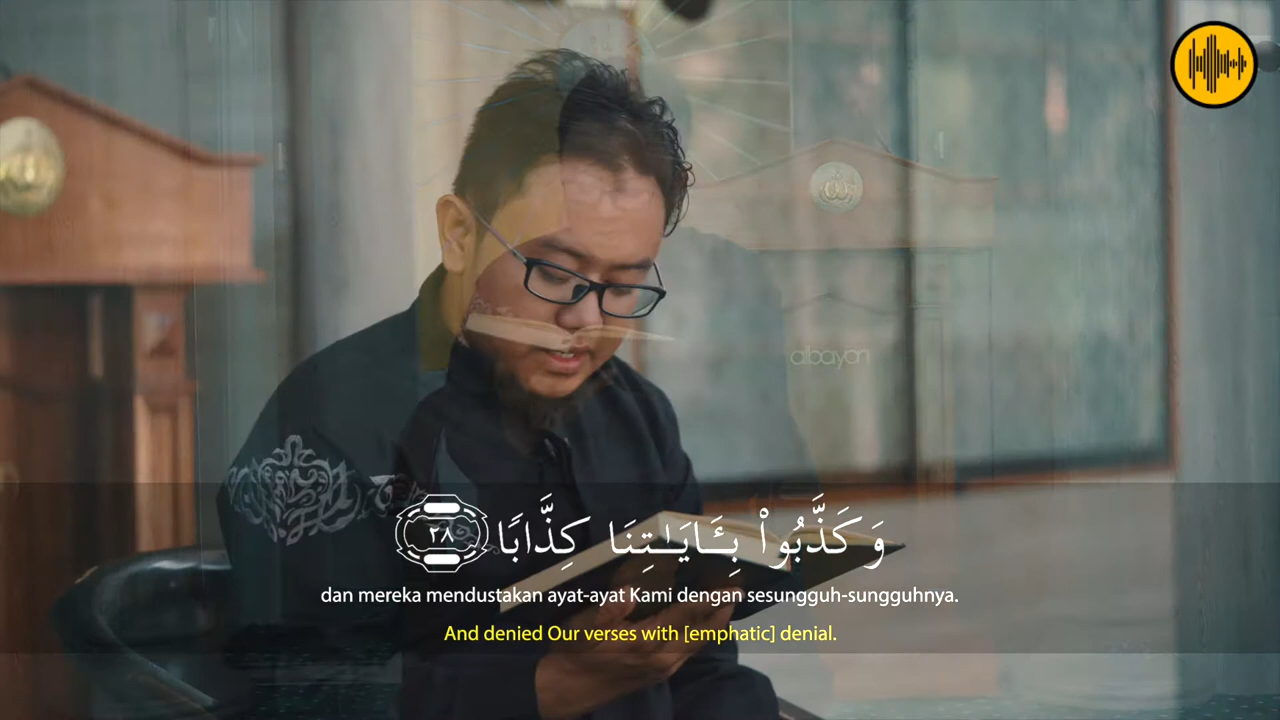 albayan
وَكَذَّبُوا۟ بِـَٔايَـٰتِنَا كِذَّابًا ٢٨
dan mereka mendustakan ayat-ayat Kami dengan sesungguh-sungguhnya.
And denied Our verses with [emphatic] denial.